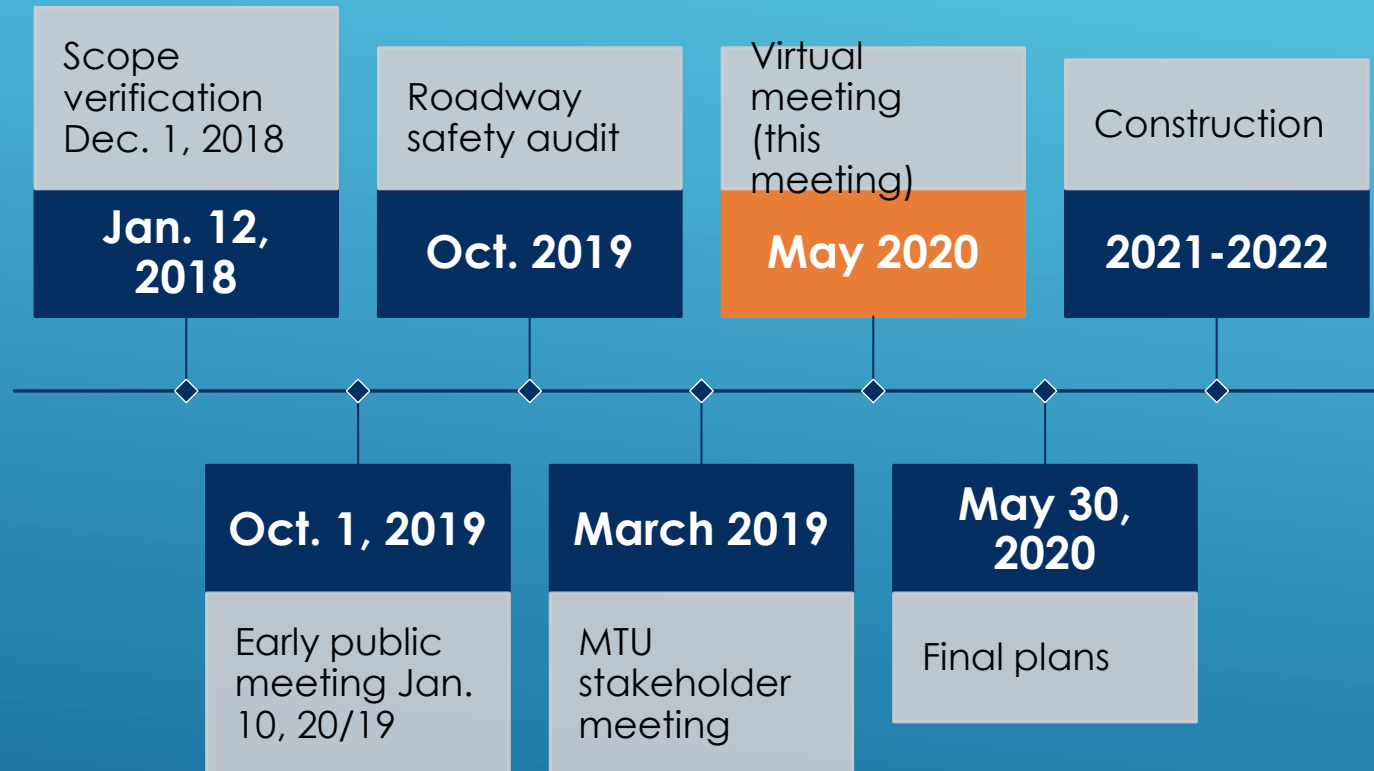 Scope
verification
Dec. 1, 2018
Jan. 12,
2018
Oct. 1, 2019
Early public
meeting Jan.
10, 20/19
Roadway
safety audit
Oct. 2019
March 2019
MTU
stakeholder
meeting
Virtual
meeting
(this
meeting)
May 2020
May 30,
2020
Final plans
Construction
2021-2022